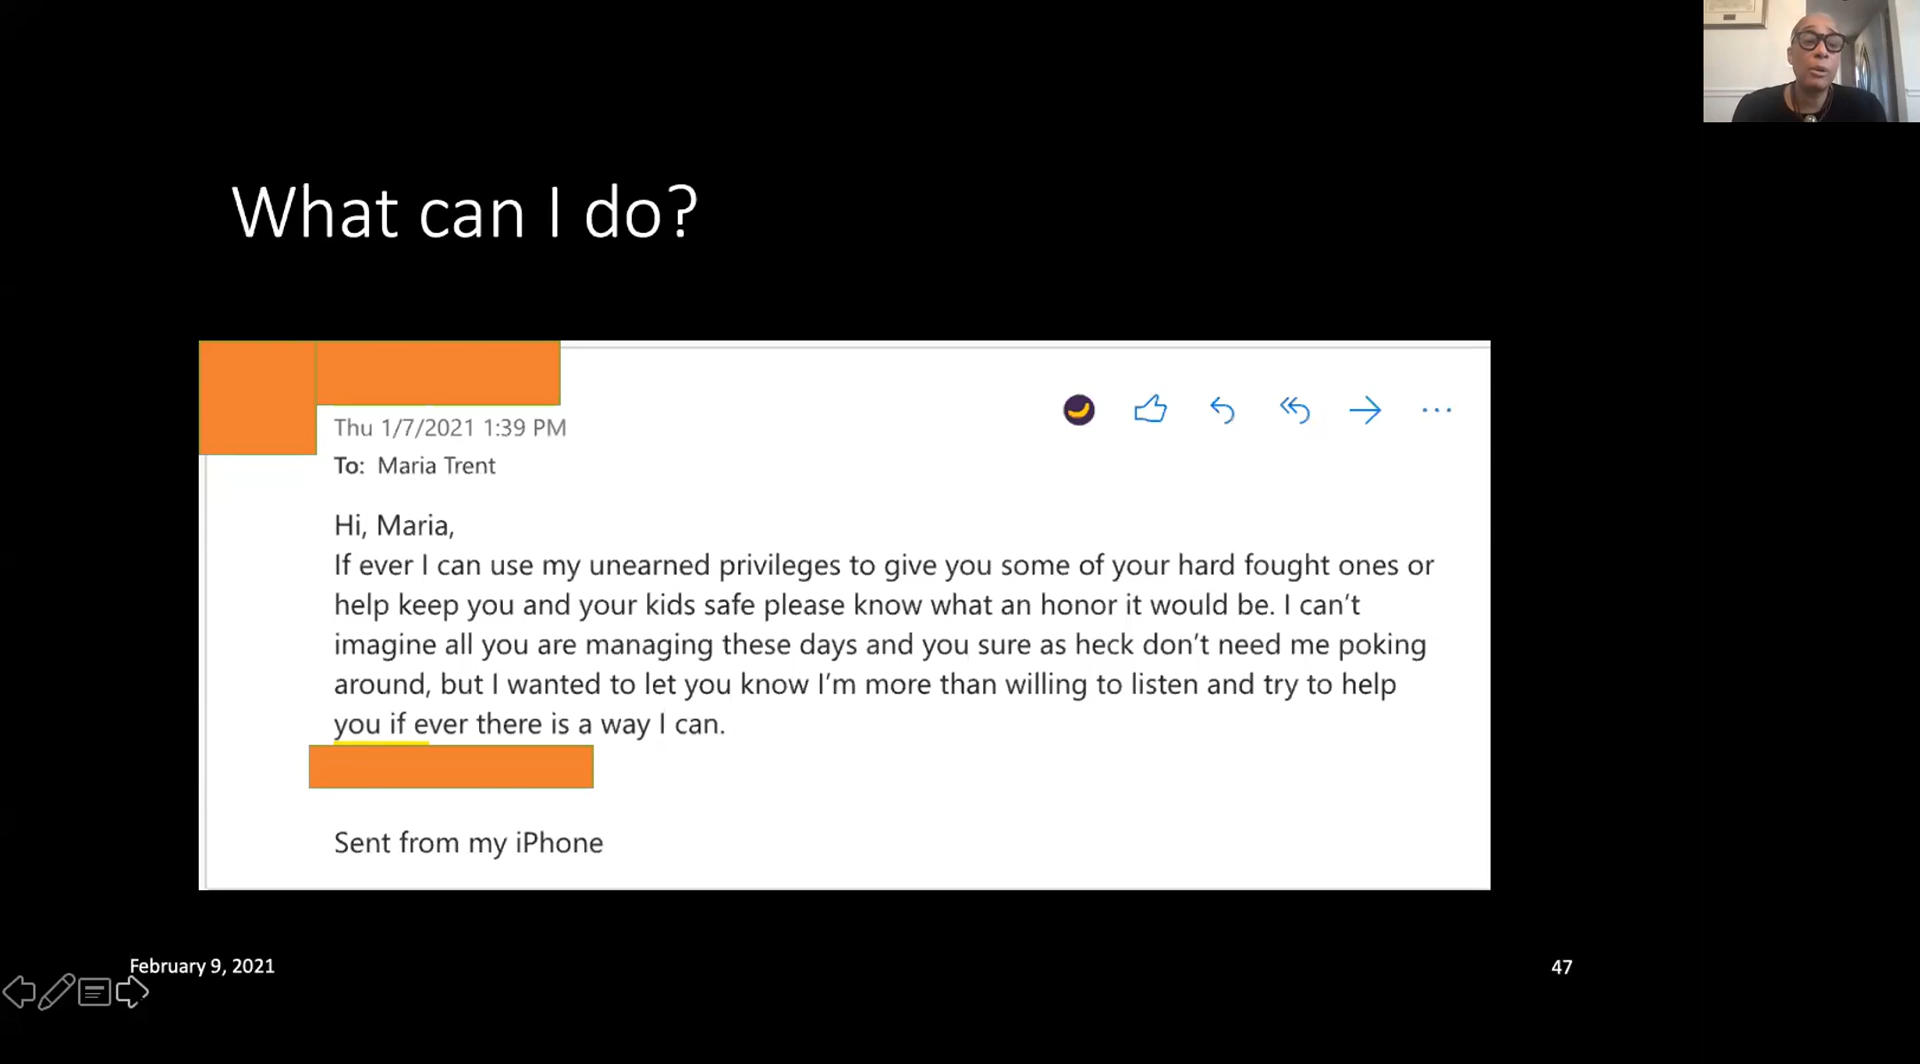 What can I do?
Thu 1/7/2021 1:39 PM
To: Maria Trent
Hi, Maria,
If ever I can use my unearned privileges to give you some of your hard fought ones or
help keep you and your kids safe please know what an honor it would be. I can't
imagine all you are managing these days and you sure as heck don't need me poking
around, but I wanted to let you know I'm more than willing to listen and try to help
you if ever there is a way I can.
Sent from my iPhone
February 9, 2021
47